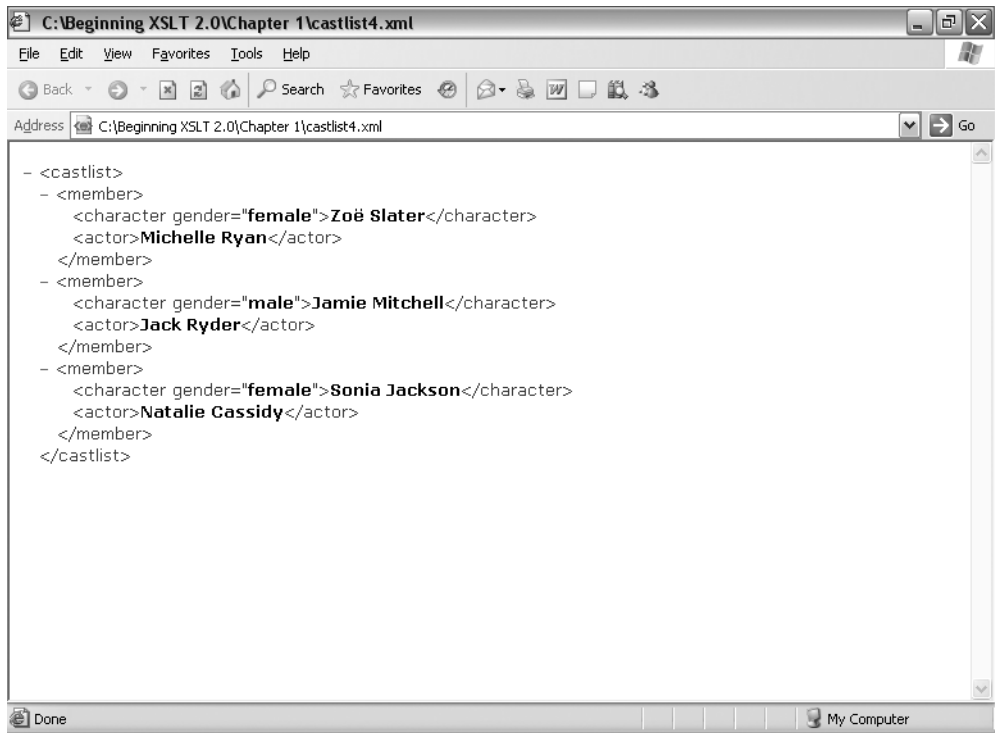 C:\Beginning XSLT 2.0\Chapter 1\castlist4.xml
File Edit View Favorites Tools Help
Back Search Favorites W
Address C:\Beginning XSLT 2.0\Chapter 1\castlist4.xml Go
- <castlist>
- <member>
<character gender="female">Zoë Slater</character>
<actor>Michelle Ryan</actor>
</member>
- <member>
<character gender="male">Jamie Mitchell</character>
<actor>Jack Ryder</actor>
</member>
- <member>
<character gender="female">Sonia Jackson</character>
<actor>Natalie Cassidy</actor>
</member>
</castlist>
Done My Computer